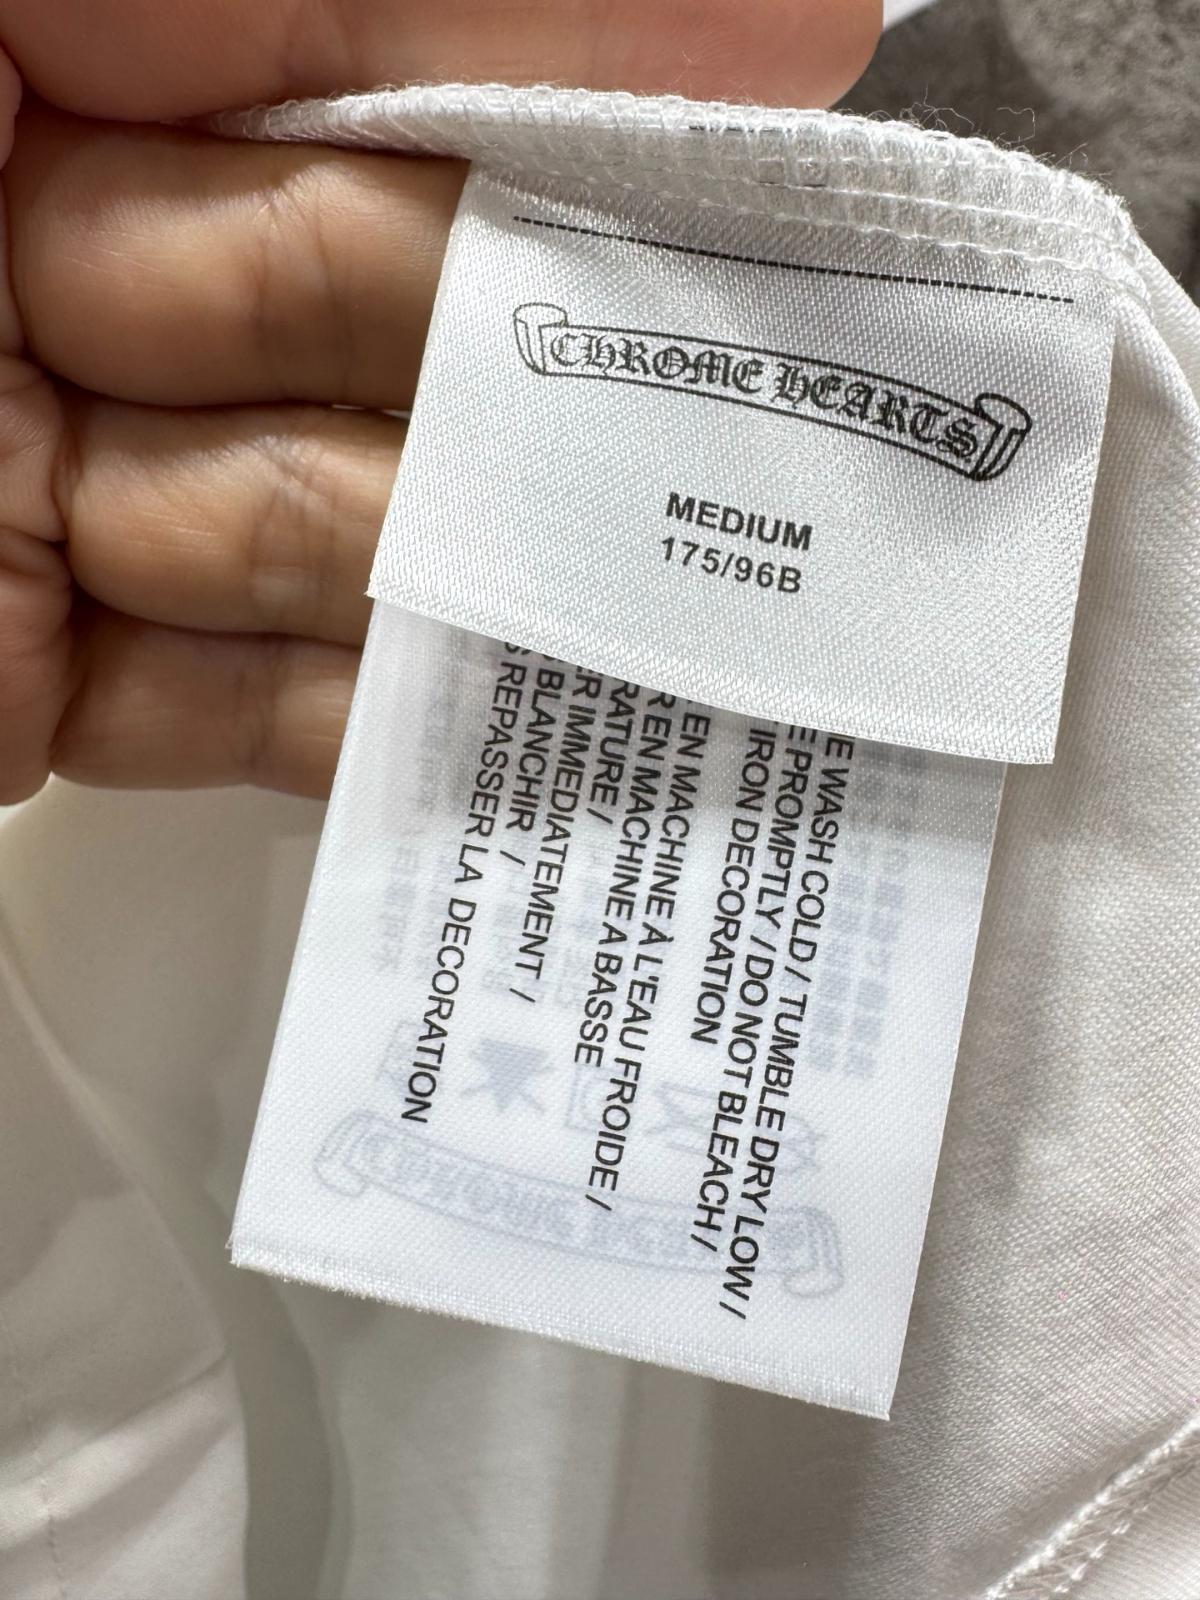 CHROME HEARTS
MEDIUM
175/96B
E WASH COLD / TUMBLE DRY LOW /
PROMPTLY / DO NOT BLEACH /
IRON DECORATION
EN MACHINE À L'EAU FROIDE /
EN MACHINE A BASSE
RATURE /
ER IMMEDIATEMENT /
BLANCHIR /
REPASSER LA DECORATION